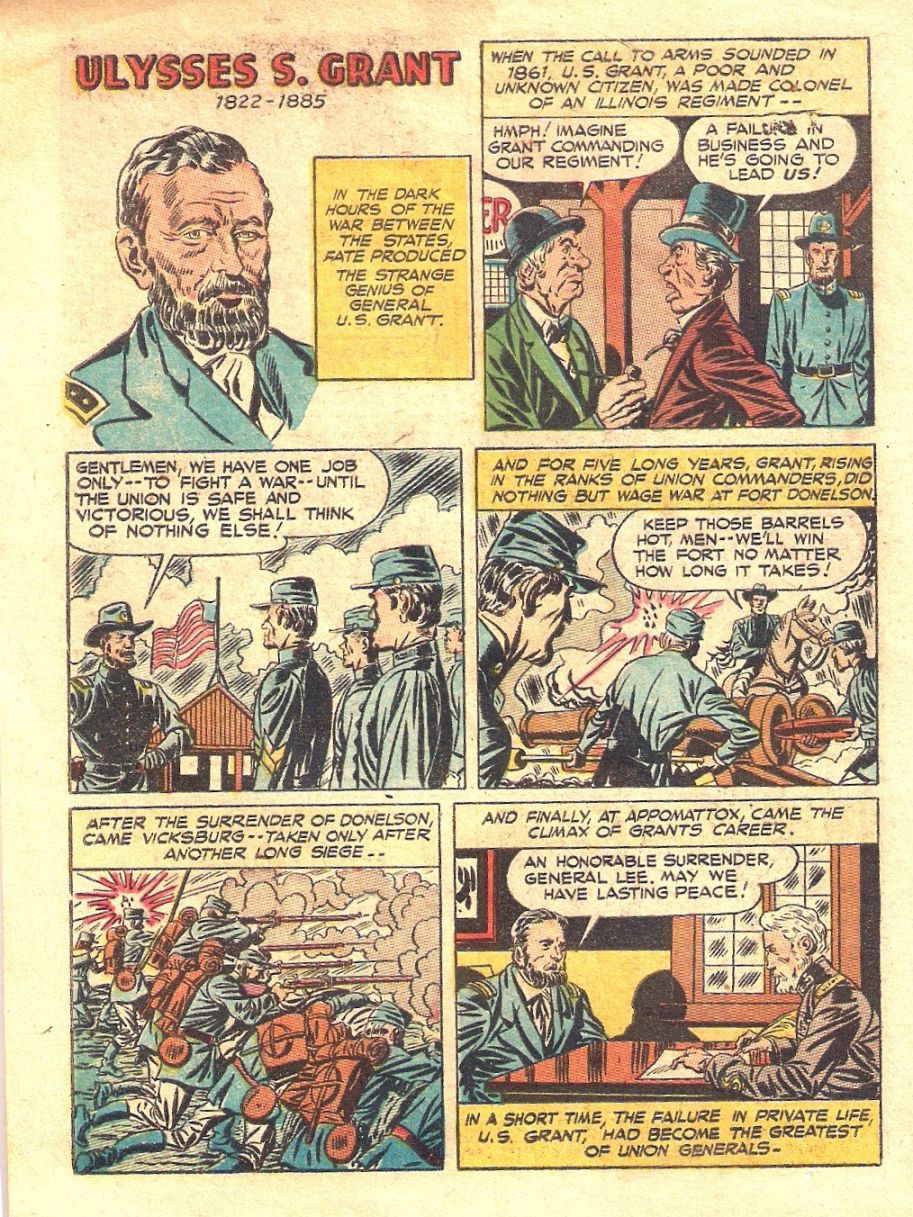 ULYSSES S. GRANT
1822-1885
IN THE DARK
HOURS OF THE
WAR BETWEEN
THE STATES,
FATE PRODUCED
THE STRANGE
GENIUS OF
GENERAL
U.S. GRANT.
WHEN THE CALL TO ARMS SOUNDED IN
1861, U.S. GRANT, A POOR AND
UNKNOWN CITIZEN, WAS MADE COLONEL
OF AN ILLINOIS REGIMENT --
HMPH! IMAGINE
GRANT COMMANDING
OUR REGMENT!
A FAILURE IN
BUSINESS AND
HE'S GOING TO
LEAD US!
GENTLEMEN, WE HAVE ONE JOB
ONLY--TO FIGHT A WAR--UNTIL
THE UNION IS SAFE AND
VICTORIOUS, WE SHALL THINK
OF NOTHING ELSE!
AND FOR FIVE LONG YEARS, GRANT, RISING
IN THE RANKS OF UNION COMMANDERS, DID
NOTHING BUT WAGE WAR AT FORT DONELSON.
KEEP THOSE BARRELS
HOT, MEN--WE'LL WIN
THE FORT NO MATTER
HOW LONG IT TAKES!
AFTER THE SURRENDER OF DONELSON,
CAME VICKSBURG--TAKEN ONLY AFTER
ANOTHER LONG SIEGE--
AND FINALLY, AT APPOMATTOX, CAME THE
CLIMAX OF GRANTS CAREER.
AN HONORABLE SURRENDER,
GENERAL LEE. MAY WE
HAVE LASTING PEACE!
IN A SHORT TIME, THE FAILURE IN PRIVATE LIFE,
U.S. GRANT, HAD BECOME THE GREATEST
OF UNION GENERALS-